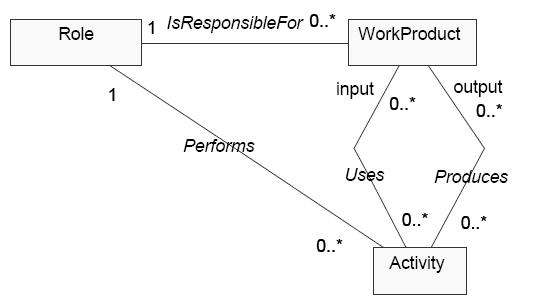 Role
1
IsResponsibleFor
0..*
WorkProduct
1
input
0..*
output
0..*
Performs
Uses
Produces
0..*
0..*
0..*
Activity